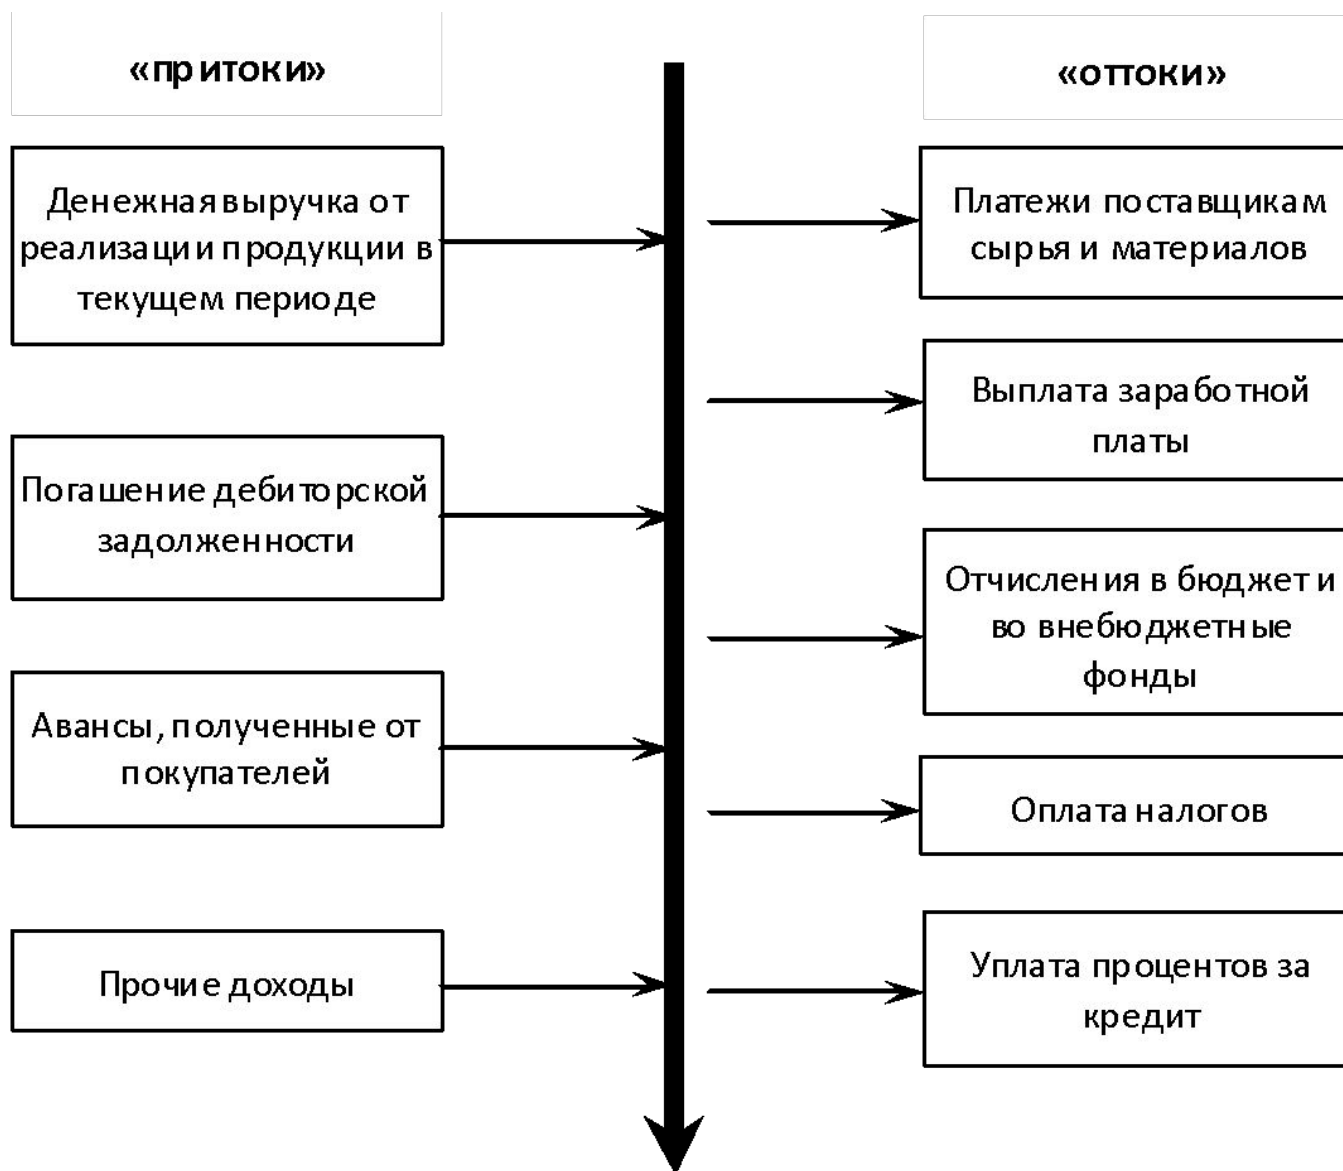 «притоки»
Денежная выручка от
реализации продукции в
текущем периоде
Погашение дебиторской
задолженности
Авансы, полученные от
покупателей
Прочие доходы
«оттоки»
Платежи поставщикам
сырья и материалов
Выплата заработной
платы
Отчисления в бюджет и
во внебюджетные
фонды
Оплата налогов
Уплата процентов за
кредит